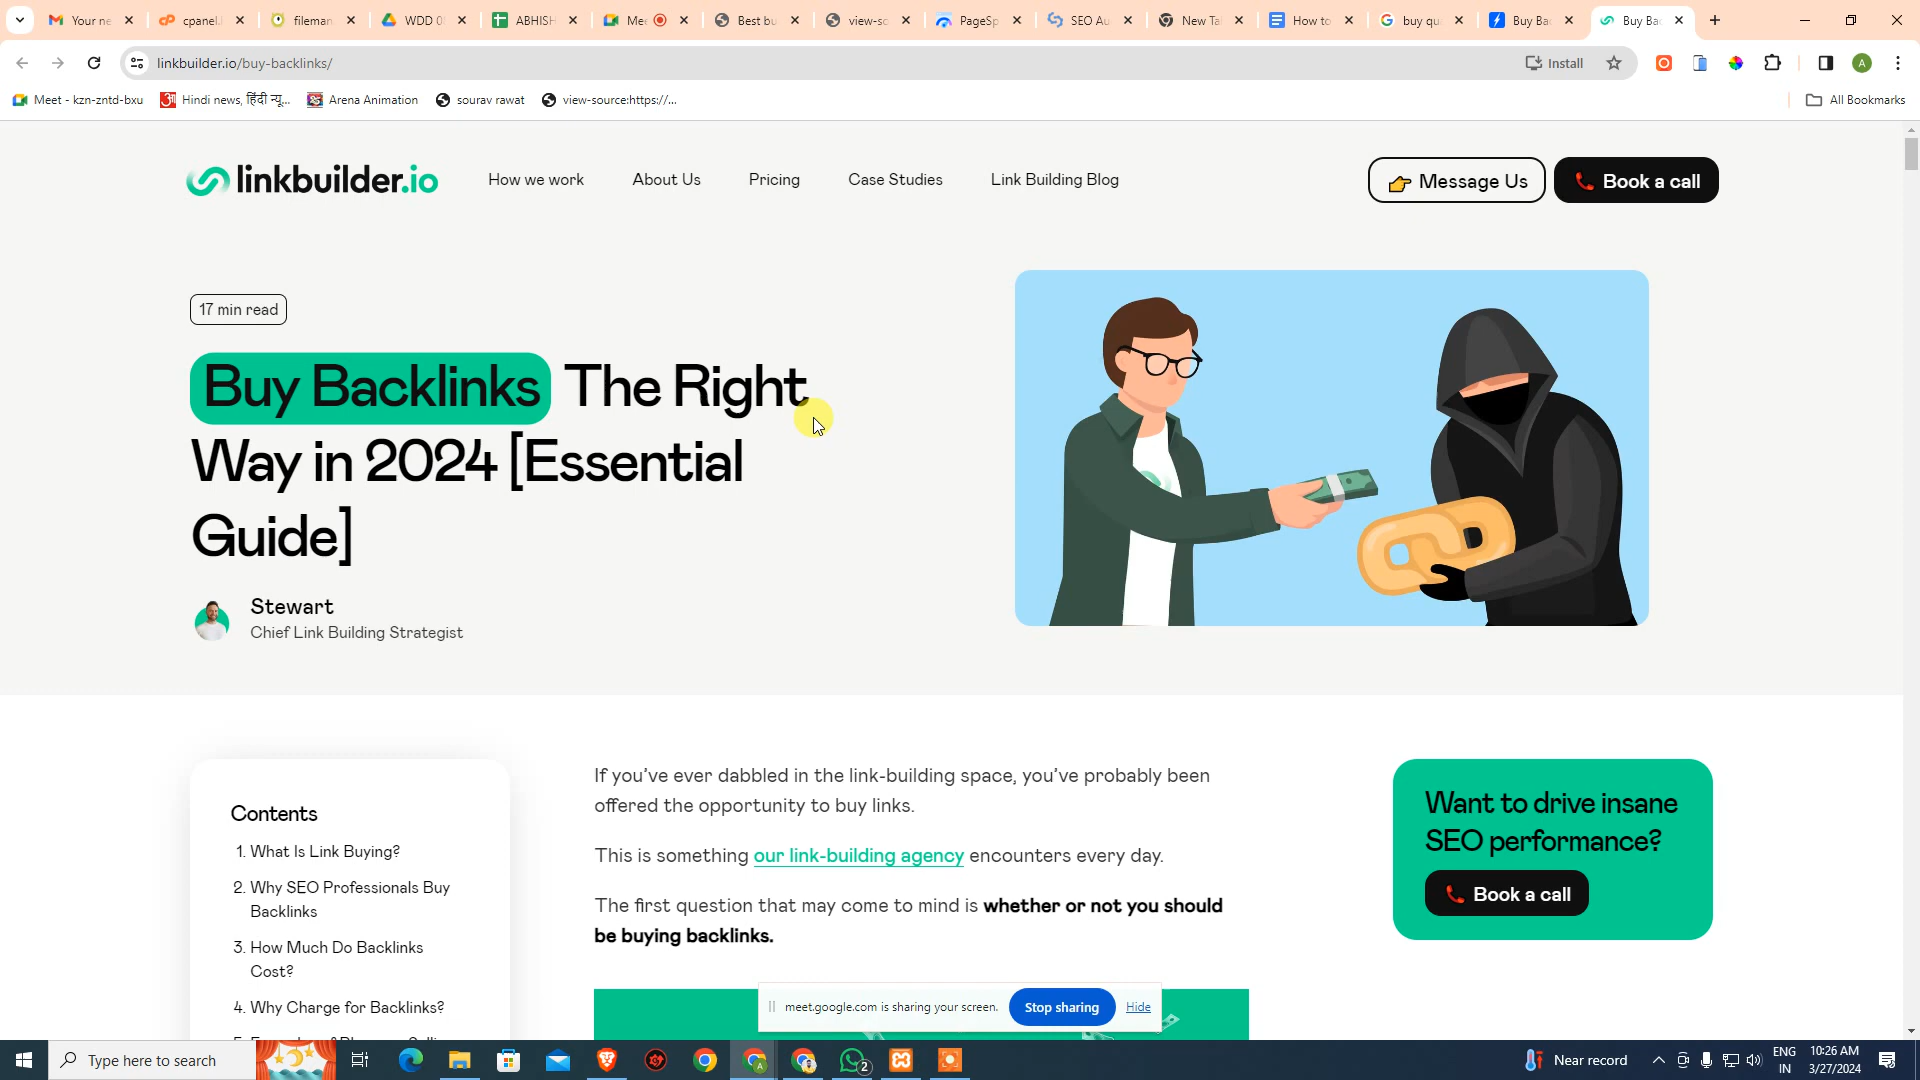 Your ne
cpanel.
fileman
WDD 0
ABHISH
Mee
Best bu
view-so
PageSp
SEO Au
New Ta
How to
buy qu
Buy Ba
Buy Bac
linkbuilder.io/buy-backlinks/
Install
A
Meet - kzn-zntd-bxu
Hindi news, हिंदी न्यू...
Arena Animation
sourav rawat
view-source:https://...
All Bookmarks
linkbuilder.io
How we work
About Us
Pricing
Case Studies
Link Building Blog
Message Us
Book a call
17 min read
Buy Backlinks The Right
Way in 2024 [Essential
Guide]
Stewart
Chief Link Building Strategist
Contents
1. What Is Link Buying?
2. Why SEO Professionals Buy
Backlinks
3. How Much Do Backlinks
Cost?
4. Why Charge for Backlinks?
If you've ever dabbled in the link-building space, you've probably been
offered the opportunity to buy links.
This is something our link-building agency encounters every day.
The first question that may come to mind is whether or not you should
be buying backlinks.
Want to drive insane
SEO performance?
Book a call
meet.google.com is sharing your screen.
Stop sharing
Hide
Type here to search
2
Near record
ENG
IN
10:26 AM
3/27/2024